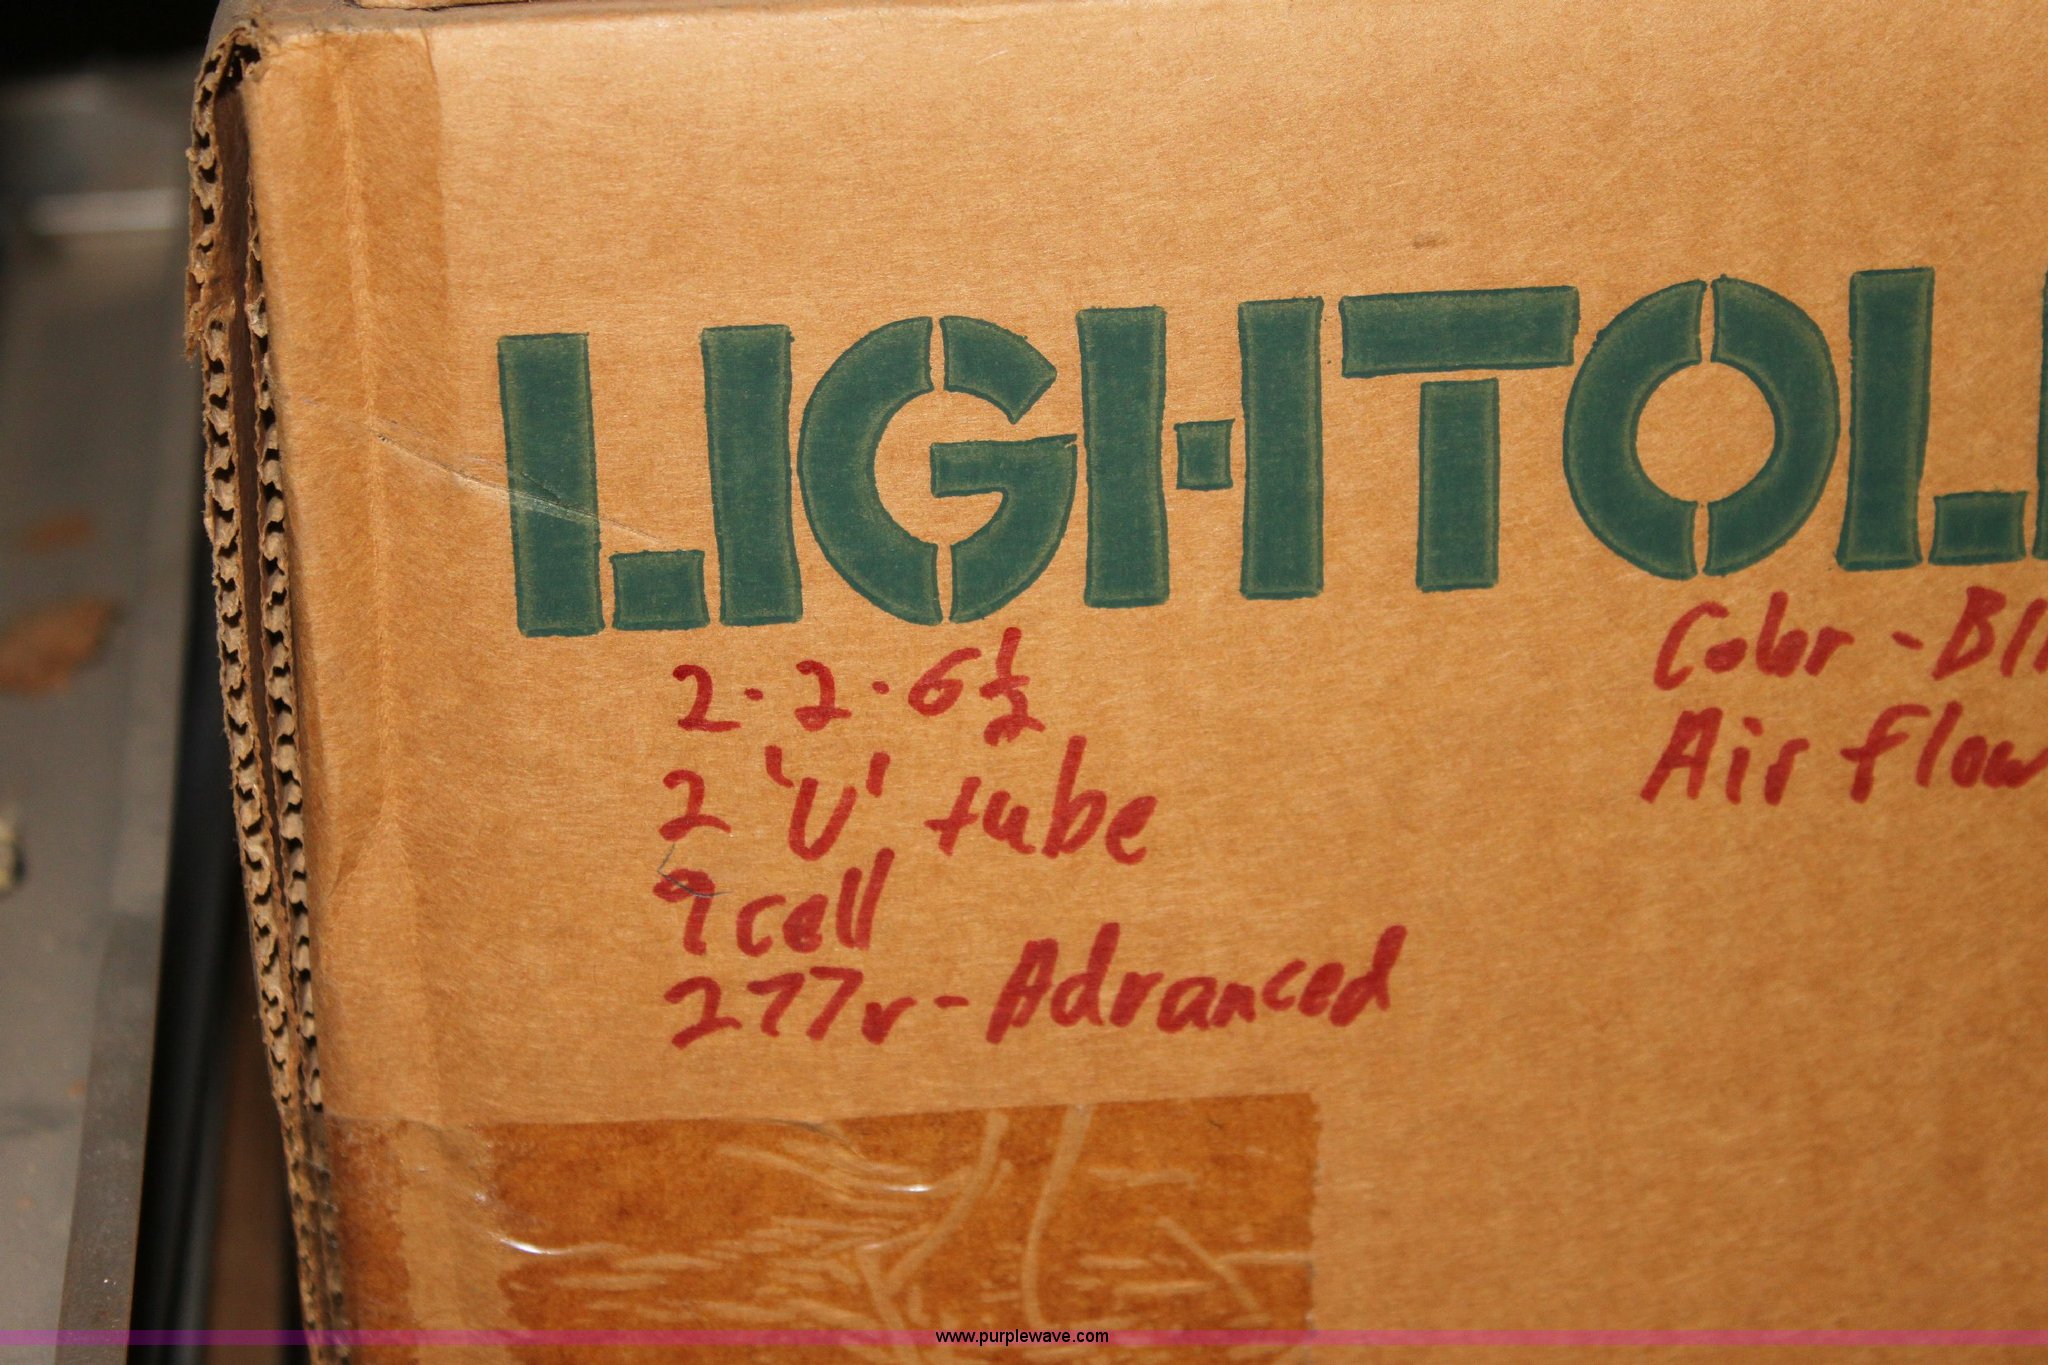 LIGHTOL
2·2·6½
2 'U' tube
9 cell
277v-Advanced
Color - Bl
Air flow
www.purplewave.com